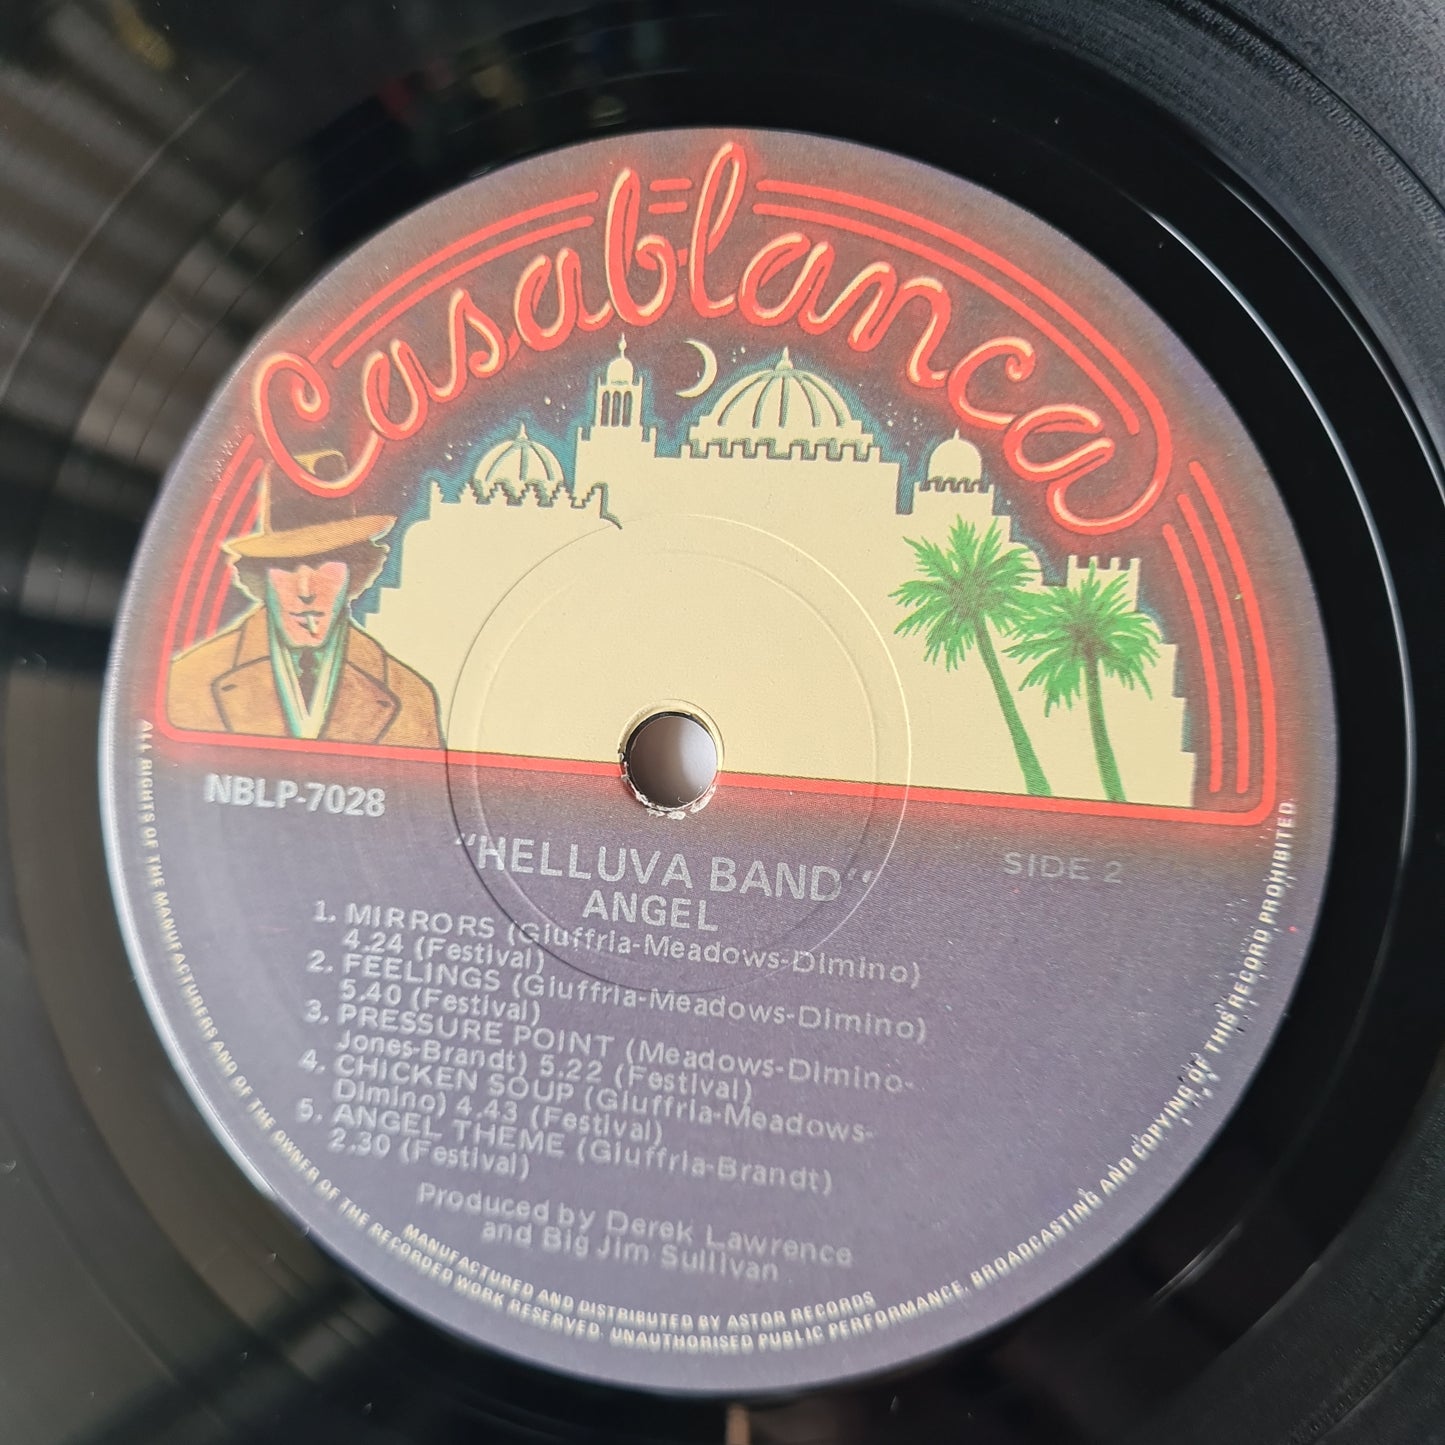 Casablanca
NBLP-7028
SIDE 2
"HELLUVA BAND"
ANGEL
1. MIRRORS (Giuffria-Meadows-Dimino)
4.24 (Festival)
2. FEELINGS (Giuffria-Meadows-Dimino)
5.40 (Festival)
3. PRESSURE POINT (Meadows-Dimino-
Jones-Brandt) 5.22 (Festival)
4. CHICKEN SOUP (Giuffria-Meadows-
Dimino) 4.43 (Festival)
5. ANGEL THEME (Giuffria-Brandt)
2.30 (Festival)
Produced by Derek Lawrence
and Big Jim Sullivan
MANUFACTURED AND DISTRIBUTED BY ASTOR RECORDS
ALL RIGHTS OF THE MANUFACTURERS AND OF THE OWNER OF THE RECORDED WORK RESERVED. UNAUTHORISED PUBLIC PERFORMANCE, BROADCASTING AND COPYING OF THIS RECORD PROHIBITED.